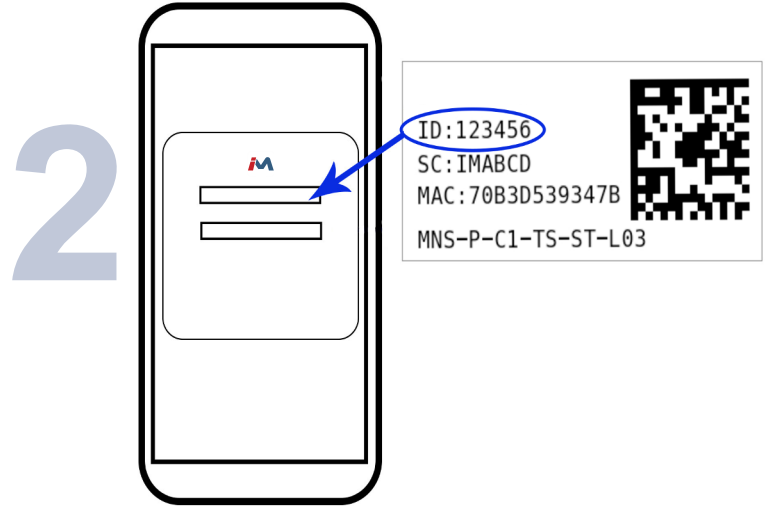 2
iM
ID:123456
SC:IMABCD
MAC:70B3D539347B
MNS-P-C1-TS-ST-L03